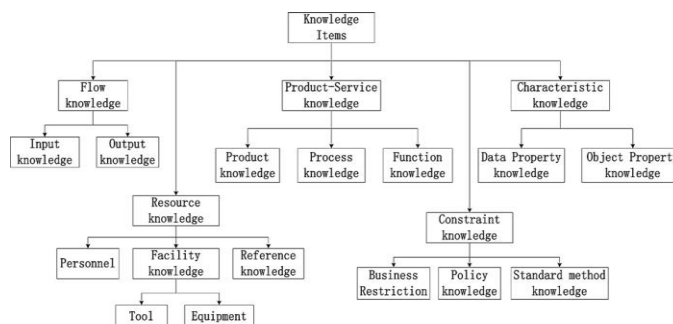 Knowledge
Items
Flow
knowledge
Product-Service
knowledge
Characteristic
knowledge
Input
knowledge
Output
knowledge
Product
knowledge
Process
knowledge
Function
knowledge
Data Property
knowledge
Object Property
knowledge
Resource
knowledge
Constraint
knowledge
Personnel
Facility
knowledge
Reference
knowledge
Business
Restriction
Policy
knowledge
Standard method
knowledge
Tool
Equipment